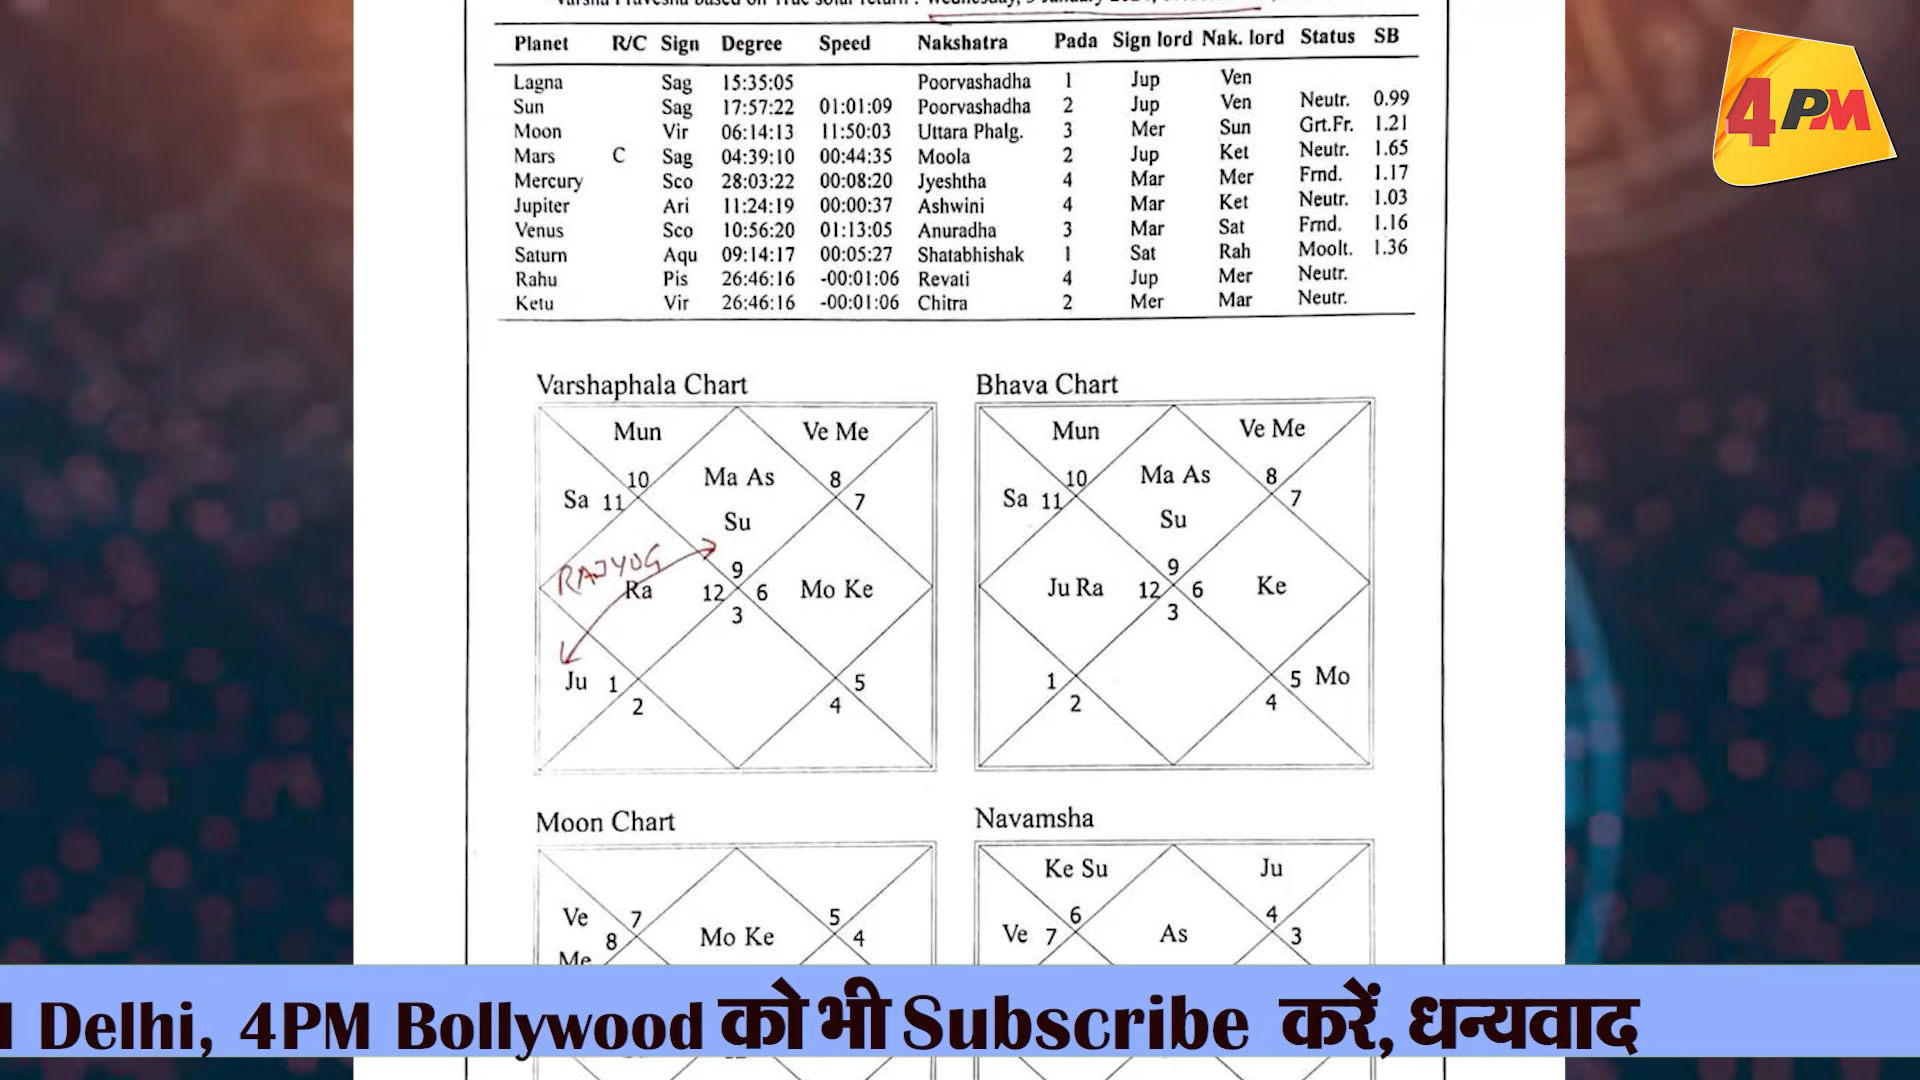 Varsha Pravesha based on True solar return : Wednesday, 3 January
Planet R/C Sign Degree Speed Nakshatra Pada Sign lord Nak. lord Status SB
Lagna Sag 15:35:05 Poorvashadha 1 Jup Ven
Sun Sag 17:57:22 01:01:09 Poorvashadha 2 Jup Ven Neutr. 0.99
Moon Vir 06:14:13 11:50:03 Uttara Phalg. 3 Mer Sun Grt.Fr. 1.21
Mars C Sag 04:39:10 00:44:35 Moola 2 Jup Ket Neutr. 1.65
Mercury Sco 28:03:22 00:08:20 Jyeshtha 4 Mar Mer Frnd. 1.17
Jupiter Ari 11:24:19 00:00:37 Ashwini 4 Mar Ket Neutr. 1.03
Venus Sco 10:56:20 01:13:05 Anuradha 3 Mar Sat Frnd. 1.16
Saturn Aqu 09:14:17 00:05:27 Shatabhishak 1 Sat Rah Moolt. 1.36
Rahu Pis 26:46:16 -00:01:06 Revati 4 Jup Mer Neutr.
Ketu Vir 26:46:16 -00:01:06 Chitra 2 Mer Mar Neutr.
4PM
Varshaphala Chart
Mun
Ve Me
10
Ma As
8
Sa 11
7
Su
RAJYOG
9
Ra
12 6
Mo Ke
3
Ju 1
5
2
4
Bhava Chart
Mun
Ve Me
10
Ma As
8
Sa 11
7
Su
9
Ju Ra
12 6
Ke
3
1
5 Mo
2
4
Moon Chart
Ve 7
5
8
Mo Ke
4
Me
Navamsha
Ke Su
Ju
6
4
Ve 7
As
3
Delhi, 4PM Bollywood को भी Subscribe करें, धन्यवाद